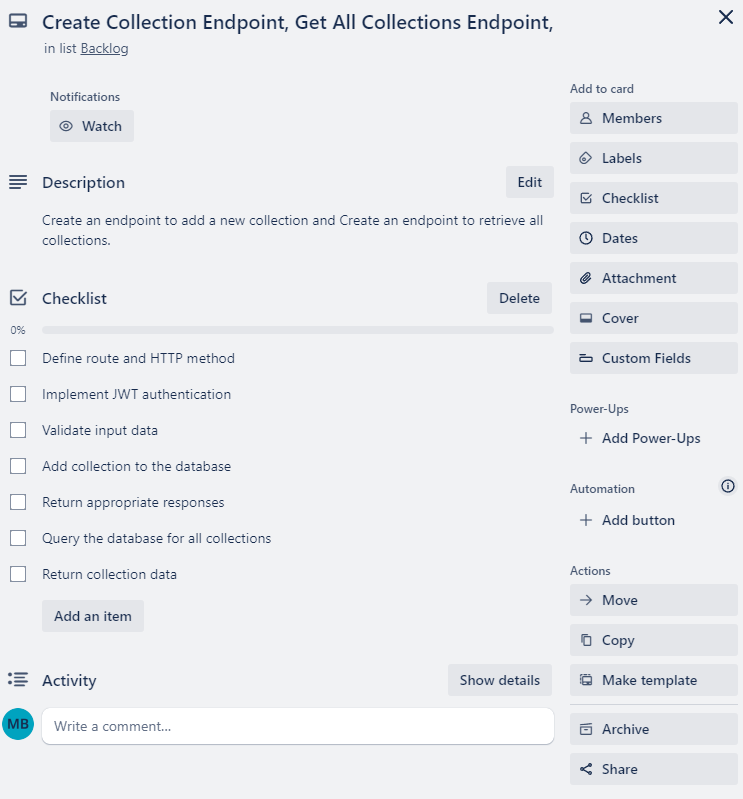 Create Collection Endpoint, Get All Collections Endpoint,
in list Backlog
Notifications
Watch
Description
Edit
Create an endpoint to add a new collection and Create an endpoint to retrieve all
collections.
Checklist
Delete
0%
Define route and HTTP method
Implement JWT authentication
Validate input data
Add collection to the database
Return appropriate responses
Query the database for all collections
Return collection data
Add an item
Activity
Show details
MB
Write a comment...
Add to card
Members
Labels
Checklist
Dates
Attachment
Cover
Custom Fields
Power-Ups
Add Power-Ups
Automation
Add button
Actions
Move
Copy
Make template
Archive
Share